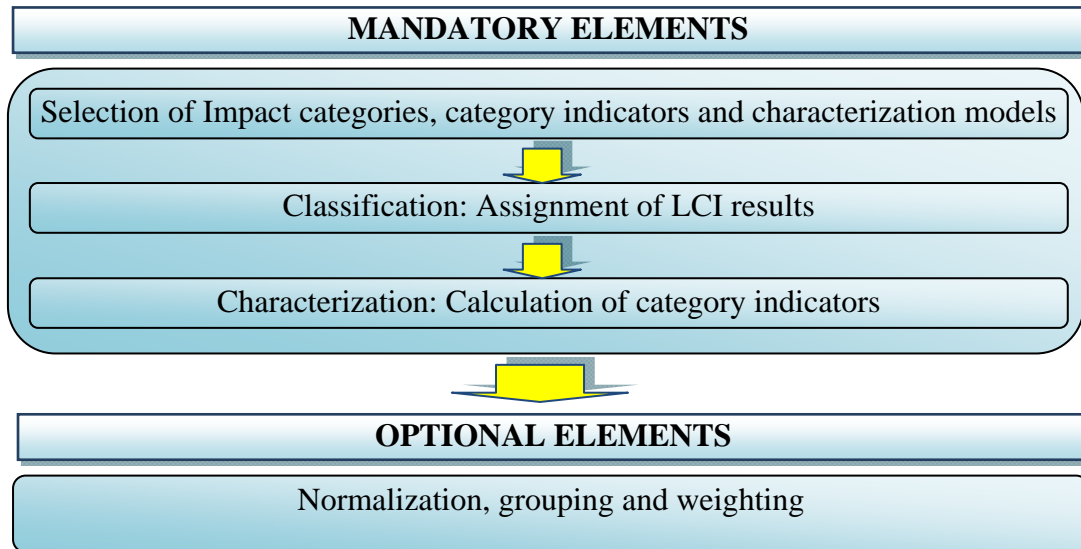 MANDATORY ELEMENTS
Selection of Impact categories, category indicators and characterization models
Classification: Assignment of LCI results
Characterization: Calculation of category indicators
OPTIONAL ELEMENTS
Normalization, grouping and weighting